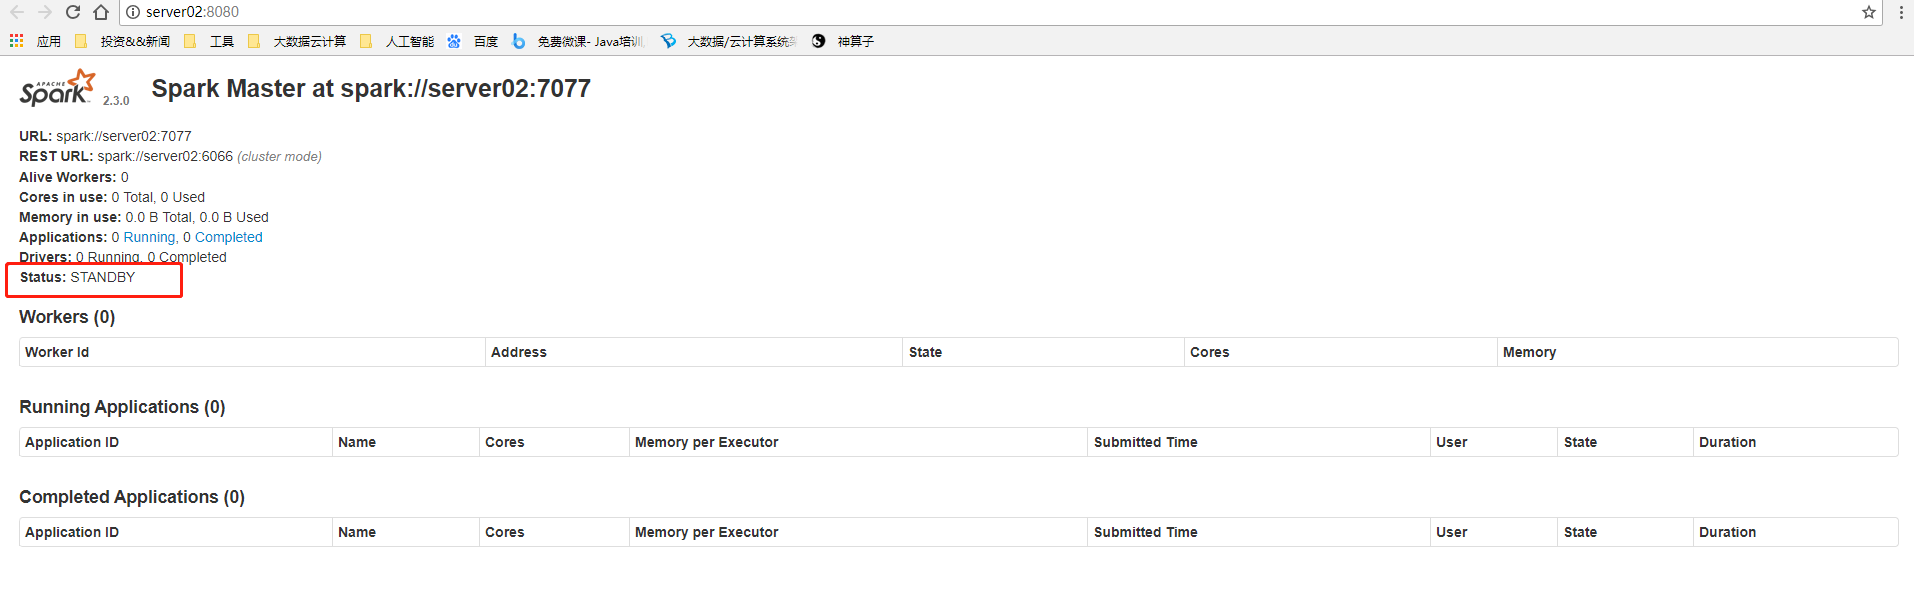 server02:8080
应用 投资&&新闻 工具 大数据云计算 人工智能 百度 免费微课- Java培训 大数据/云计算系统 神算子
APACHE Spark 2.3.0 Spark Master at spark://server02:7077
URL: spark://server02:7077
REST URL: spark://server02:6066 (cluster mode)
Alive Workers: 0
Cores in use: 0 Total, 0 Used
Memory in use: 0.0 B Total, 0.0 B Used
Applications: 0 Running, 0 Completed
Drivers: 0 Running, 0 Completed
Status: STANDBY
Workers (0)
Worker Id Address State Cores Memory
Running Applications (0)
Application ID Name Cores Memory per Executor Submitted Time User State Duration
Completed Applications (0)
Application ID Name Cores Memory per Executor Submitted Time User State Duration